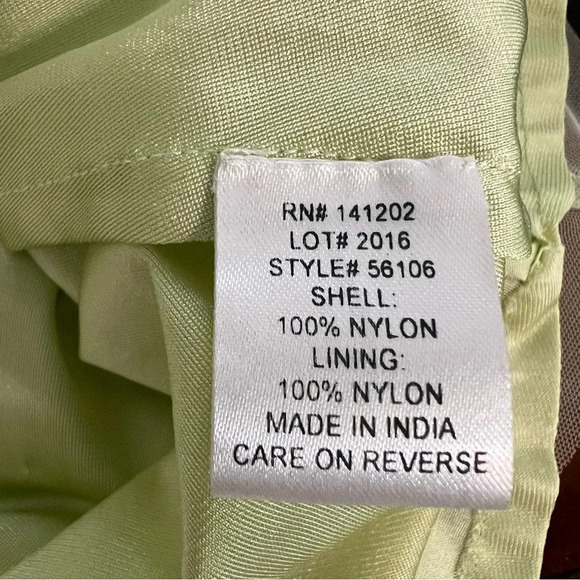 RN# 141202
LOT# 2016
STYLE# 56106
SHELL:
100% NYLON
LINING:
100% NYLON
MADE IN INDIA
CARE ON REVERSE